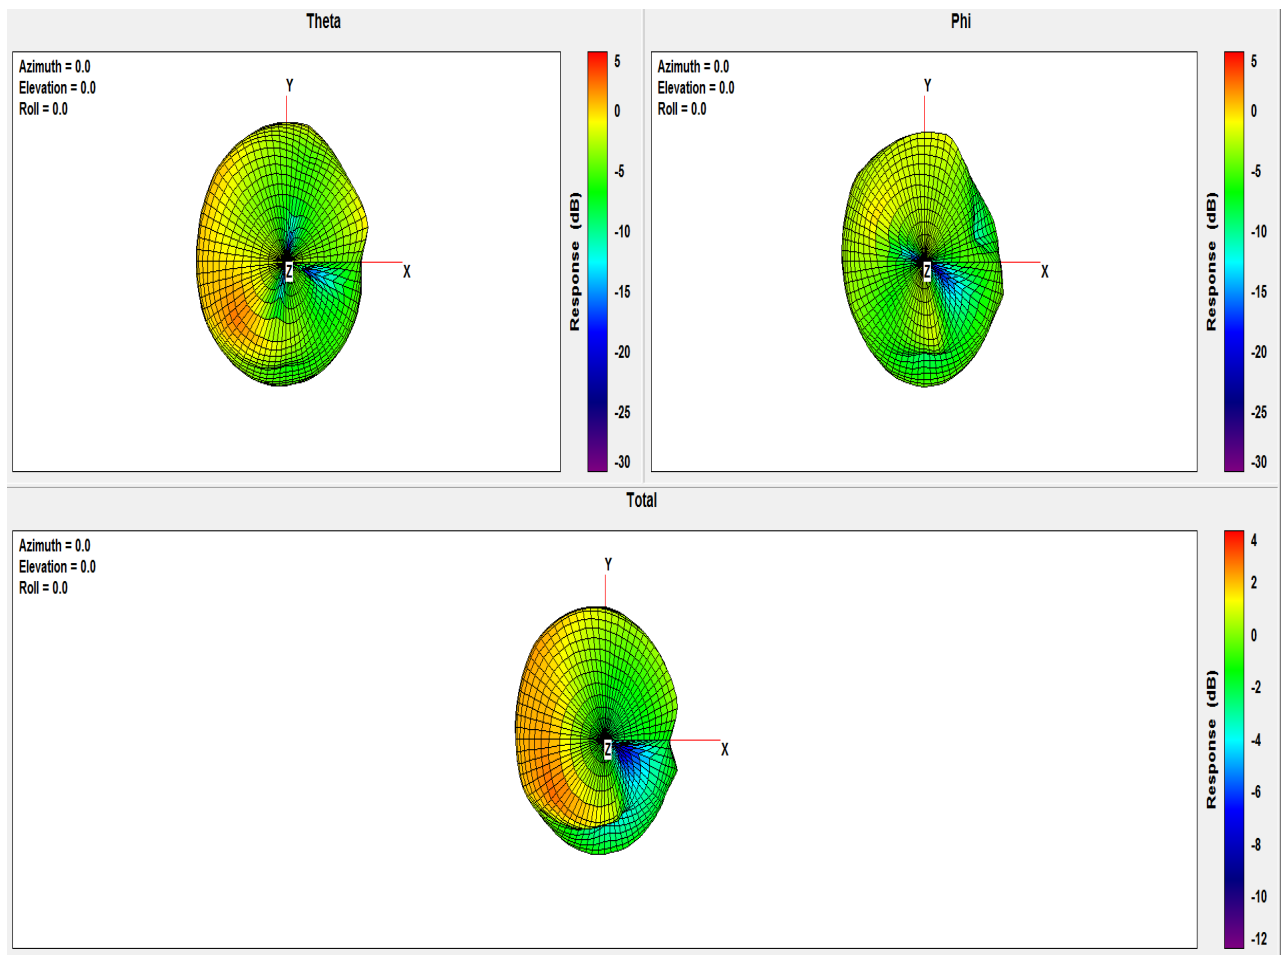 Theta
Azimuth = 0.0
Elevation = 0.0
Roll = 0.0
Y
X
Z
5
0
-5
-10
-15
-20
-25
-30
Response (dB)
Phi
Azimuth = 0.0
Elevation = 0.0
Roll = 0.0
Y
X
Z
5
0
-5
-10
-15
-20
-25
-30
Response (dB)
Total
Azimuth = 0.0
Elevation = 0.0
Roll = 0.0
Y
X
Z
4
2
0
-2
-4
-6
-8
-10
-12
Response (dB)